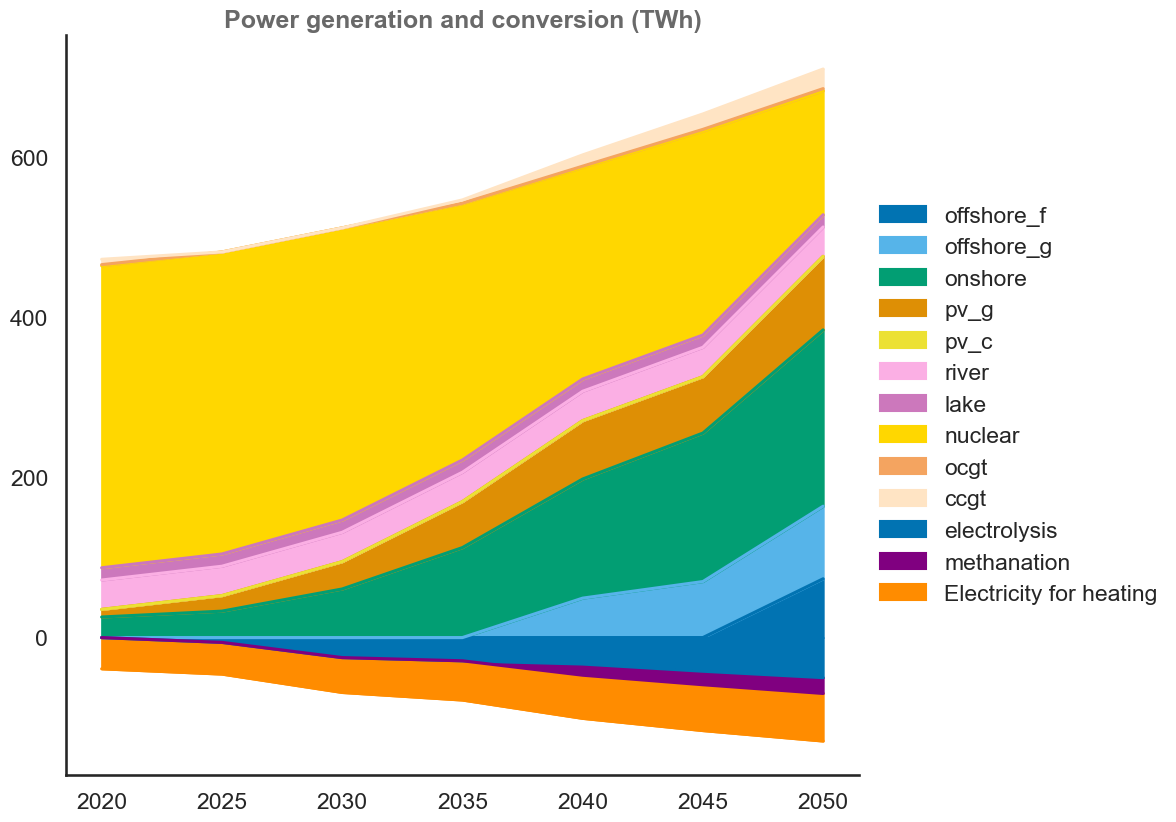 Power generation and conversion (TWh)
600
400
200
0
2020 2025 2030 2035 2040 2045 2050
offshore_f
offshore_g
onshore
pv_g
pv_c
river
lake
nuclear
ocgt
ccgt
electrolysis
methanation
Electricity for heating